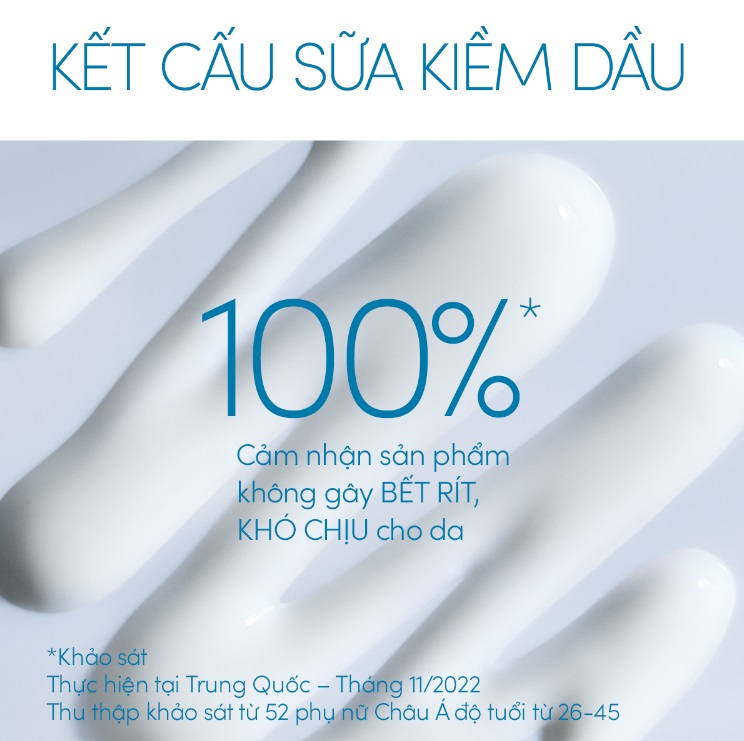 KẾT CẤU SỮA KIỀM DẦU
100%*
Cảm nhận sản phẩm
không gây BẾT RÍT,
KHÓ CHỊU cho da
*Khảo sát
Thực hiện tại Trung Quốc – Tháng 11/2022
Thu thập khảo sát từ 52 phụ nữ Châu Á độ tuổi từ 26-45